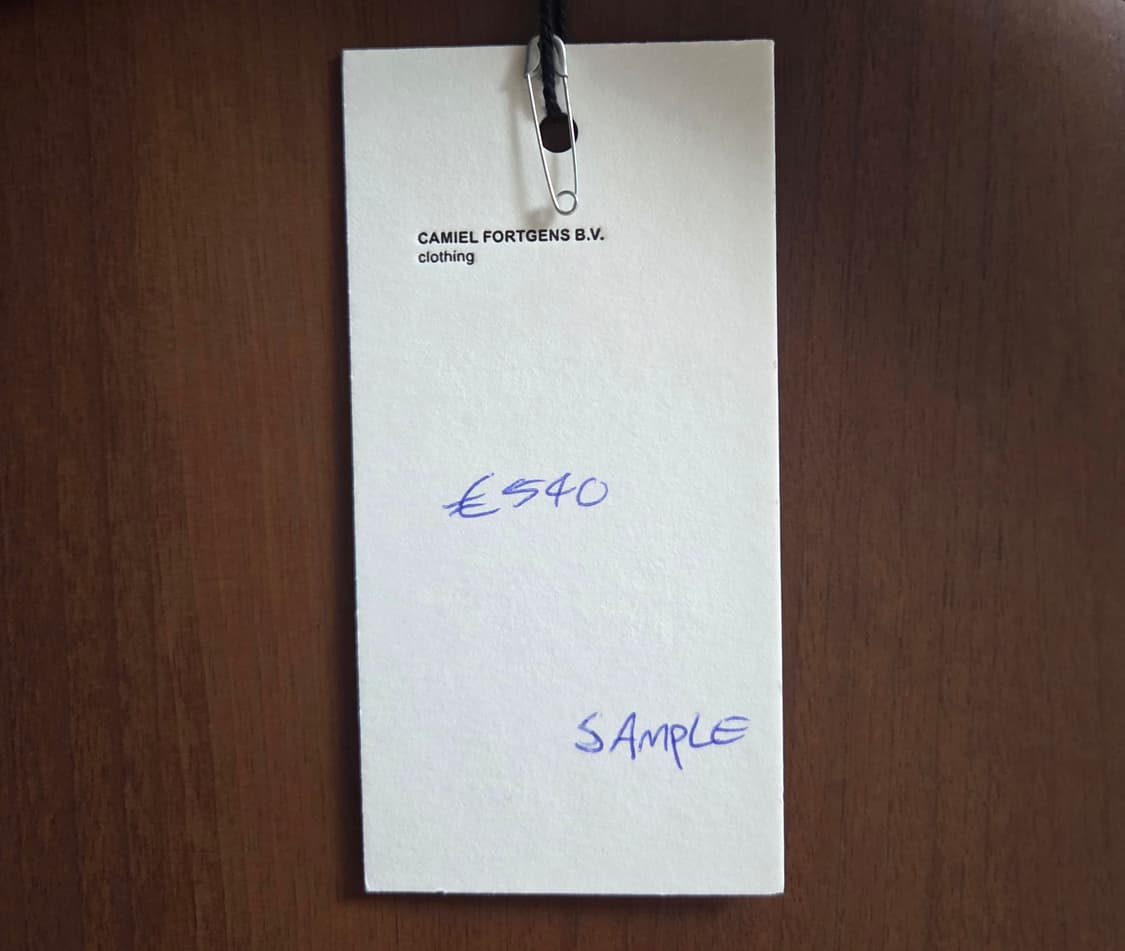 CAMIEL FORTGENS B.V.
clothing
€540
SAMPLE